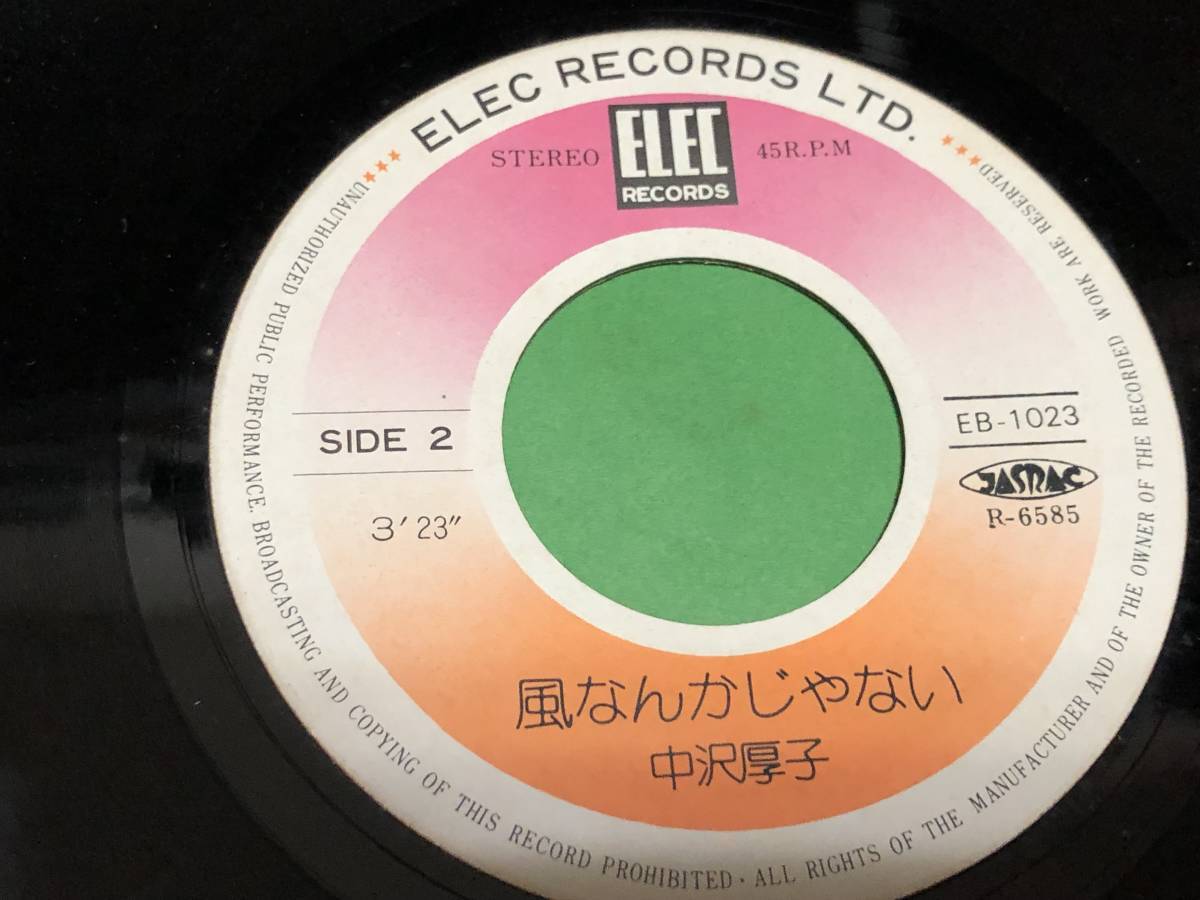 ELEC RECORDS LTD.
STEREO
ELEC
RECORDS
45R.P.M
SIDE 2
EB-1023
JASRAC
R-6585
3′23″
風なんかじゃない
中沢厚子
UNAUTHORIZED PUBLIC PERFORMANCE. BROADCASTING AND COPYING OF THIS RECORD PROHIBITED · ALL RIGHTS OF THE MANUFACTURER AND OF THE OWNER OF THE RECORDED WORK ARE RESERVED